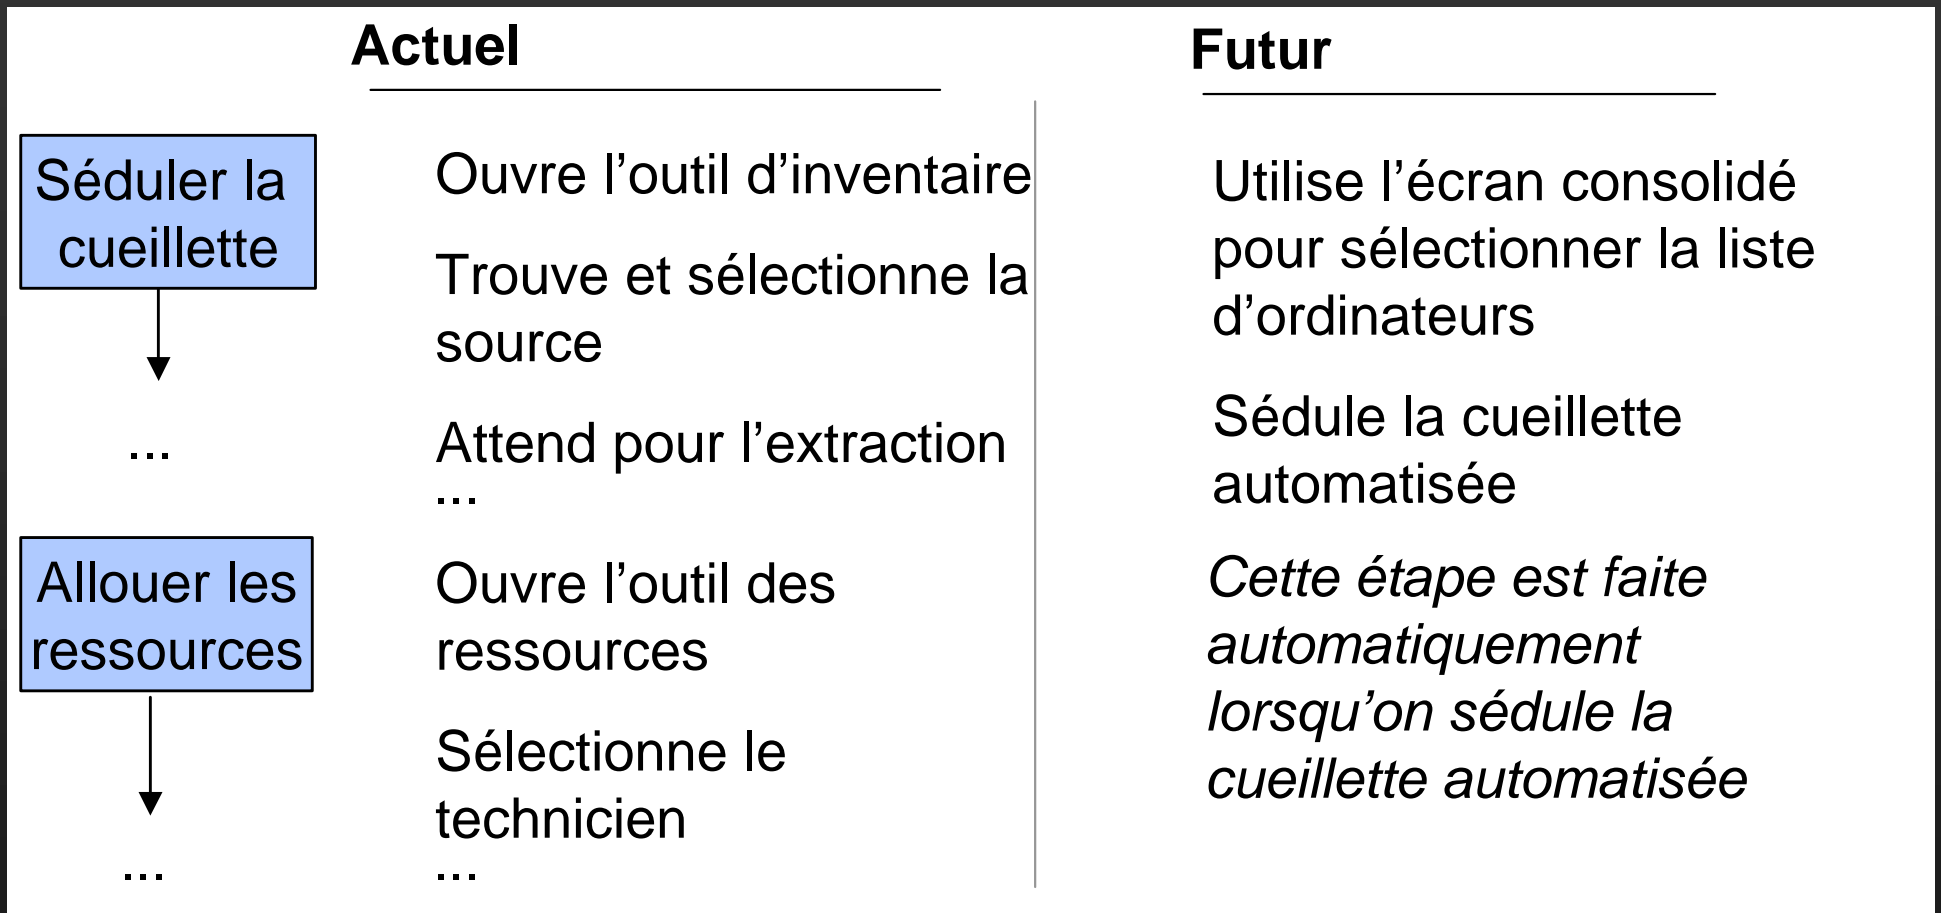 Actuel
Futur
Séduler la
cueillette
...
Ouvre l’outil d’inventaire
Trouve et sélectionne la
source
Attend pour l’extraction
...
Utilise l’écran consolidé
pour sélectionner la liste
d’ordinateurs
Sédule la cueillette
automatisée
Allouer les
ressources
...
Ouvre l’outil des
ressources
Sélectionne le
technicien
...
Cette étape est faite
automatiquement
lorsqu’on sédule la
cueillette automatisée